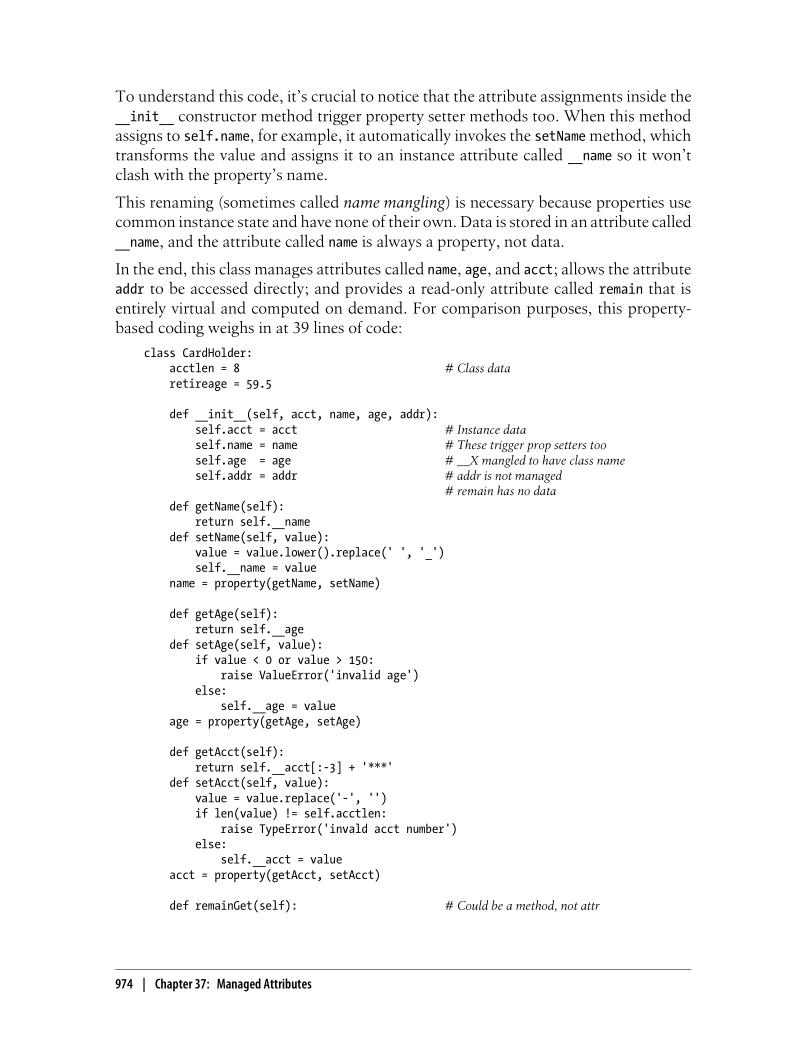 To understand this code, it's crucial to notice that the attribute assignments inside the
__init__ constructor method trigger property setter methods too. When this method
assigns to self.name, for example, it automatically invokes the setName method, which
transforms the value and assigns it to an instance attribute called __name so it won't
clash with the property's name.
This renaming (sometimes called name mangling) is necessary because properties use
common instance state and have none of their own. Data is stored in an attribute called
__name, and the attribute called name is always a property, not data.
In the end, this class manages attributes called name, age, and acct; allows the attribute
addr to be accessed directly; and provides a read-only attribute called remain that is
entirely virtual and computed on demand. For comparison purposes, this property-
based coding weighs in at 39 lines of code:
class CardHolder:
    acctlen = 8                                # Class data
    retireage = 59.5

    def __init__(self, acct, name, age, addr):
        self.acct = acct                       # Instance data
        self.name = name                       # These trigger prop setters too
        self.age  = age                        # __X mangled to have class name
        self.addr = addr                       # addr is not managed
                                               # remain has no data
    def getName(self):
        return self.__name
    def setName(self, value):
        value = value.lower().replace(' ', '_')
        self.__name = value
    name = property(getName, setName)

    def getAge(self):
        return self.__age
    def setAge(self, value):
        if value < 0 or value > 150:
            raise ValueError('invalid age')
        else:
            self.__age = value
    age = property(getAge, setAge)

    def getAcct(self):
        return self.__acct[:-3] + '***'
    def setAcct(self, value):
        value = value.replace('-', '')
        if len(value) != self.acctlen:
            raise TypeError('invald acct number')
        else:
            self.__acct = value
    acct = property(getAcct, setAcct)

    def remainGet(self):                       # Could be a method, not attr
974 | Chapter 37: Managed Attributes